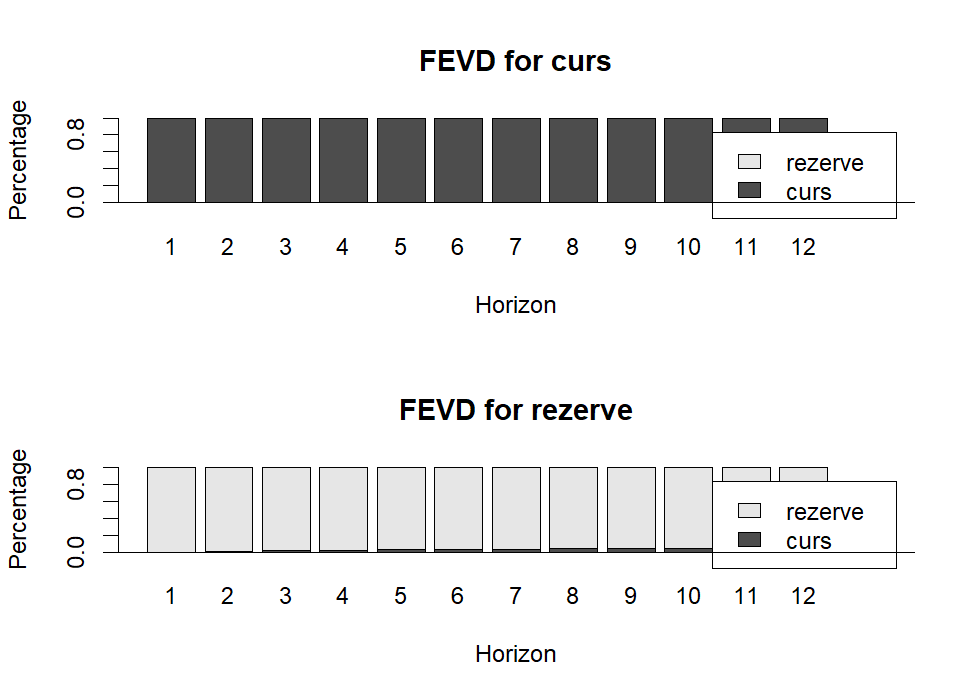 FEVD for curs
Percentage
0.8
0.0
rezerve
curs
1 2 3 4 5 6 7 8 9 10 11 12
Horizon
FEVD for rezerve
Percentage
0.8
0.0
rezerve
curs
1 2 3 4 5 6 7 8 9 10 11 12
Horizon